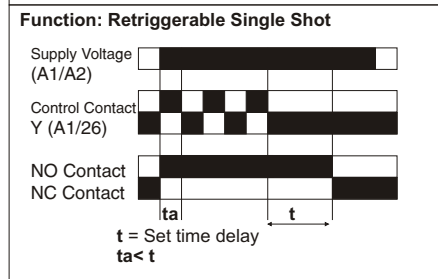 Function: Retriggerable Single Shot
Supply Voltage
(A1/A2)
Control Contact
Y (A1/26)
NO Contact
NC Contact
ta
t
t = Set time delay
ta< t